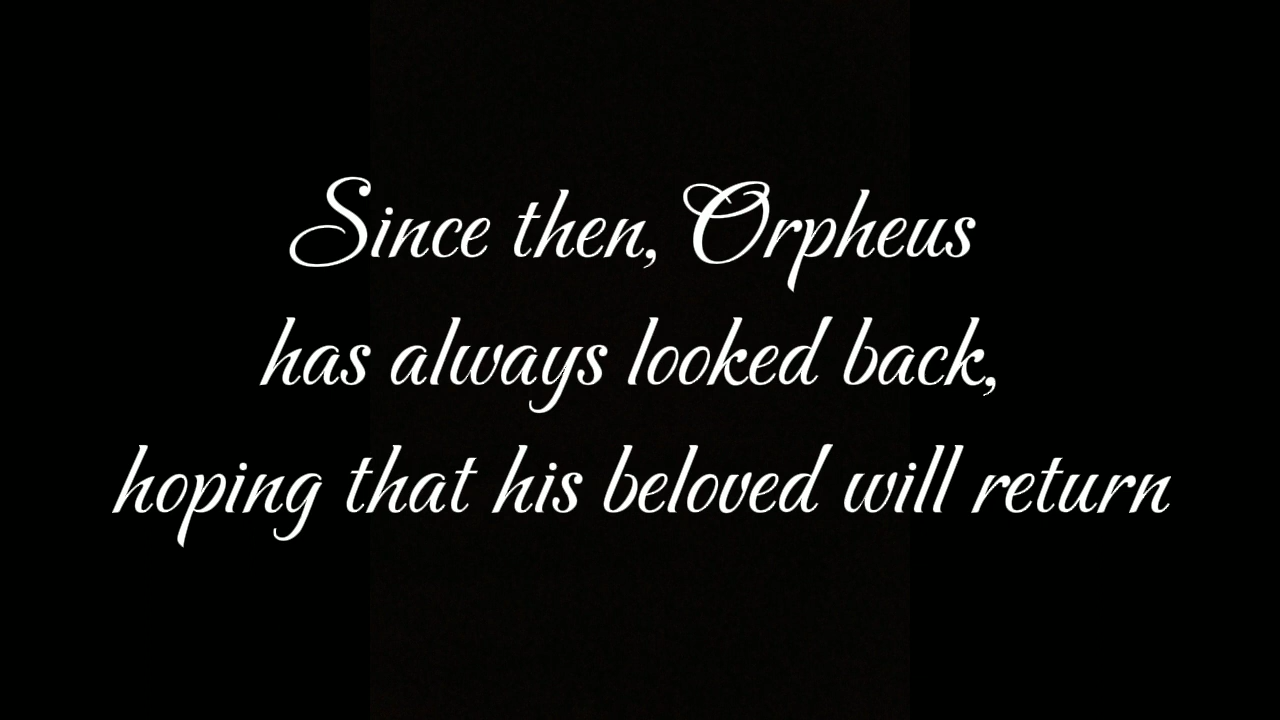 Since then, Orpheus
has always looked back,
hoping that his beloved will return